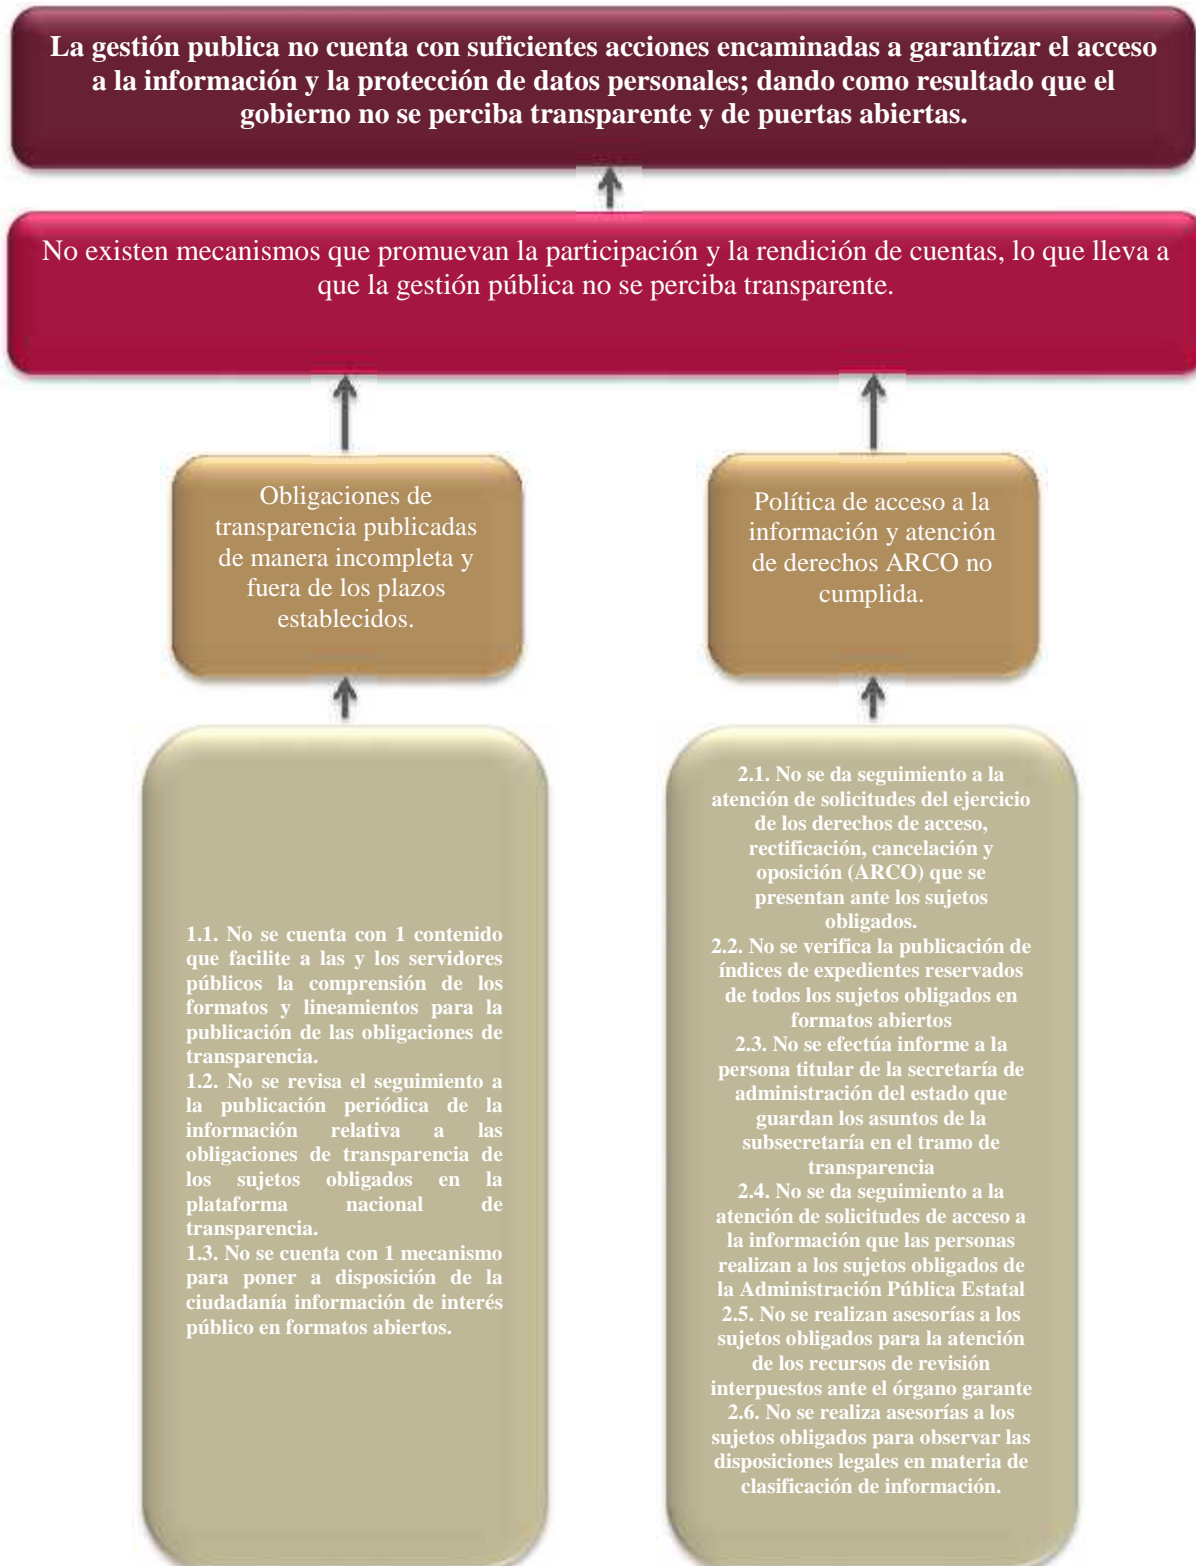 La gestión publica no cuenta con suficientes acciones encaminadas a garantizar el acceso
a la información y la protección de datos personales; dando como resultado que el
gobierno no se perciba transparente y de puertas abiertas.
No existen mecanismos que promuevan la participación y la rendición de cuentas, lo que lleva a
que la gestión pública no se perciba transparente.
Obligaciones de
transparencia publicadas
de manera incompleta y
fuera de los plazos
establecidos.
Política de acceso a la
información y atención
de derechos ARCO no
cumplida.
1.1. No se cuenta con 1 contenido
que facilite a las y los servidores
públicos la comprensión de los
formatos y lineamientos para la
publicación de las obligaciones de
transparencia.
1.2. No se revisa el seguimiento a
la publicación periódica de la
información relativa a las
obligaciones de transparencia de
los sujetos obligados en la
plataforma nacional de
transparencia.
1.3. No se cuenta con 1 mecanismo
para poner a disposición de la
ciudadanía información de interés
público en formatos abiertos.
2.1. No se da seguimiento a la
atención de solicitudes del ejercicio
de los derechos de acceso,
rectificación, cancelación y
oposición (ARCO) que se
presentan ante los sujetos
obligados.
2.2. No se verifica la publicación de
índices de expedientes reservados
de todos los sujetos obligados en
formatos abiertos
2.3. No se efectúa informe a la
persona titular de la secretaría de
administración del estado que
guardan los asuntos de la
subsecretaría en el tramo de
transparencia
2.4. No se da seguimiento a la
atención de solicitudes de acceso a
la información que las personas
realizan a los sujetos obligados de
la Administración Pública Estatal
2.5. No se realizan asesorías a los
sujetos obligados para la atención
de los recursos de revisión
interpuestos ante el órgano garante
2.6. No se realiza asesorías a los
sujetos obligados para observar las
disposiciones legales en materia de
clasificación de información.